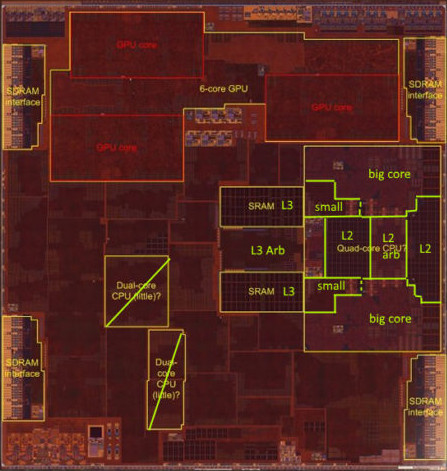 GPU core
SDRAM
interface
SDRAM
interface
6-core GPU
GPU core
GPU core
big core
small
SRAM L3
L2
L2
L3 Arb
Quad-core CPU?
L2
arb
small
SRAM L3
Dual-core
CPU (little)?
big core
SDRAM
interface
Dual-
core
CPU
(little)?
SDRAM
interface